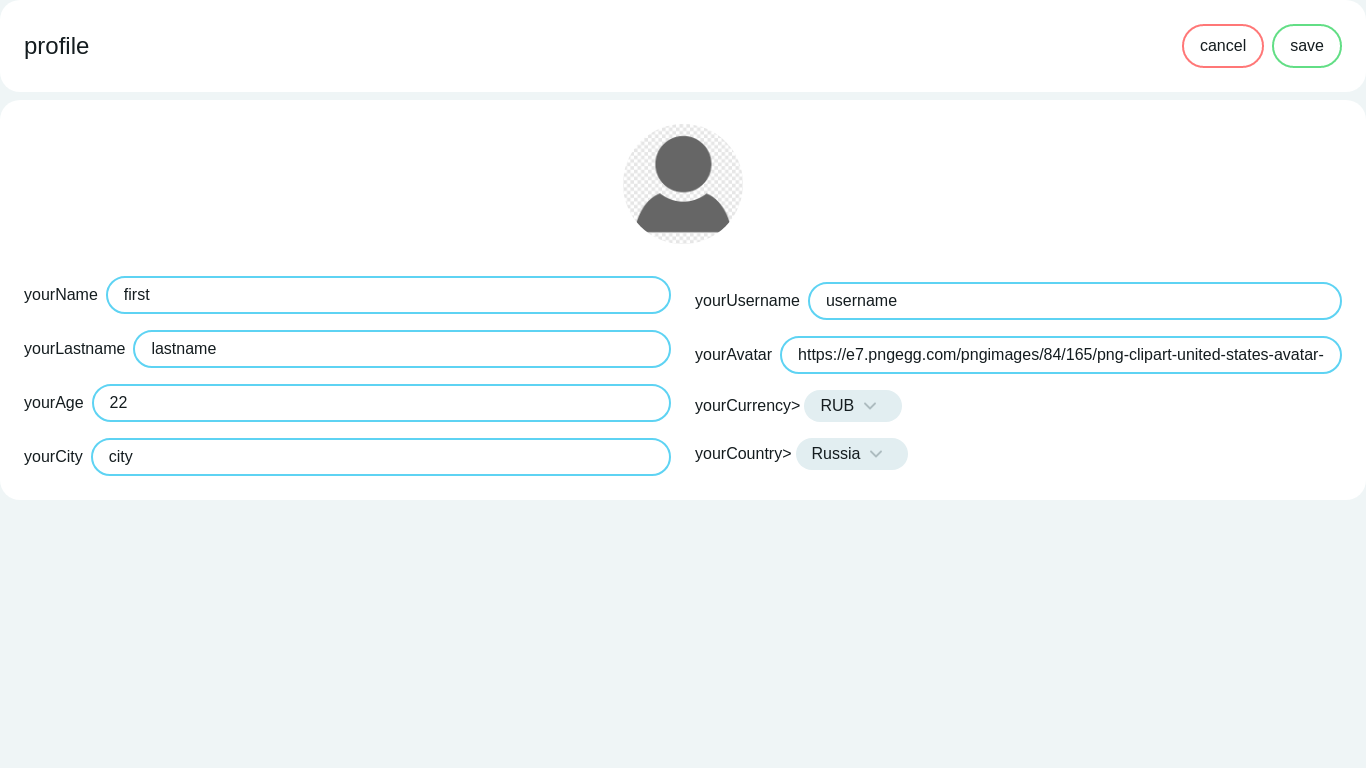 profile
cancel
save
yourName
first
yourLastname
lastname
yourAge
22
yourCity
city
yourUsername
username
yourAvatar
https://e7.pngegg.com/pngimages/84/165/png-clipart-united-states-avatar-
yourCurrency>
RUB
yourCountry>
Russia